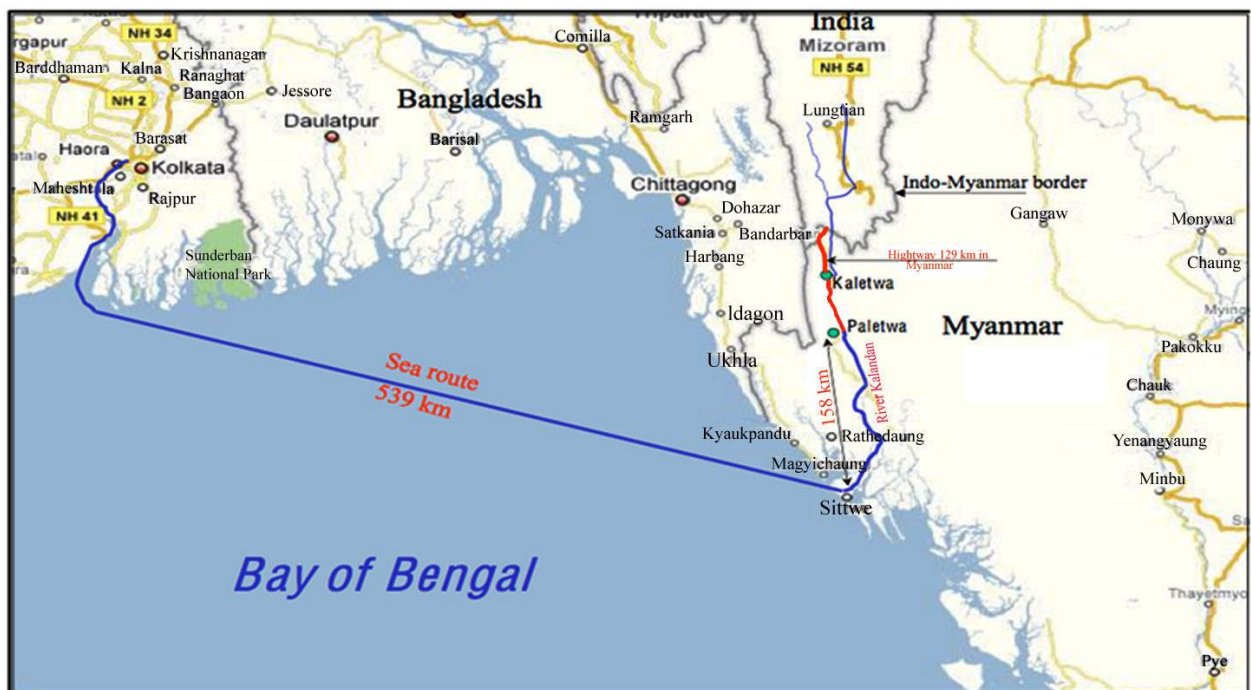 NH 34
Krishnanagar
Barddhaman
Kalna
Ranaghat
Bangaon
NH 2
Jessore
Barasat
Haora
Kolkata
Maheshtala
Rajpur
NH 41
Sunderban
National Park
Daulatpur
Bangladesh
Barisal
Comilla
Tripura
Ramgarh
Chittagong
Dohazar
Satkania
Bandarbar
Harbang
Idagon
Ukhla
India
Mizoram
NH 54
Lungtian
Indo-Myanmar border
Hightway 129 km in
Myanmar
Kaletwa
Paletwa
Myanmar
River Kalandan
158 km
Kyaukpandu
Rathedaung
Magyichaung
Sittwe
Sea route
539 km
Bay of Bengal
Gangaw
Monywa
Chaung
Pakokku
Chauk
Yenangyaung
Minbu
Thayetmyo
Pye